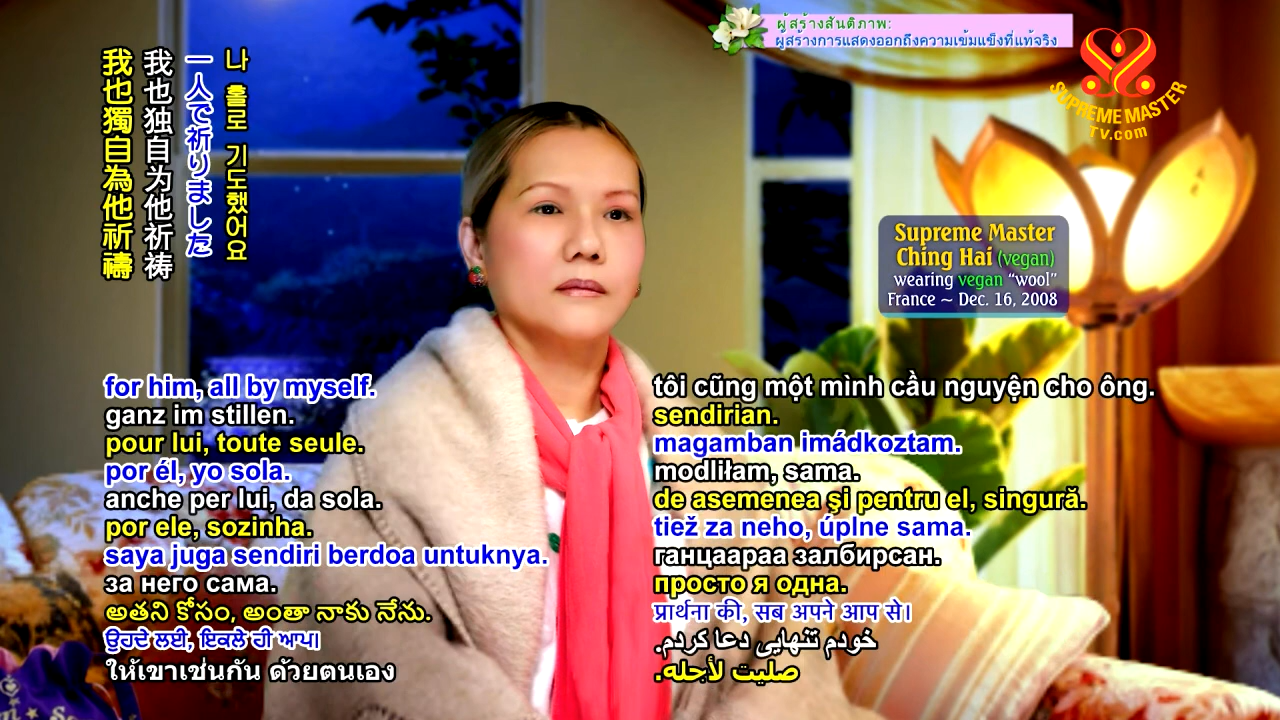 ผู้สร้างสันติภาพ:
ผู้สร้างการแสดงออกถึงความเข้มแข็งที่แท้จริง
SUPREME MASTER
TV.com
나 홀로 기도했어요
一人で祈りました
我也独自为他祈祷
我也獨自為他祈禱
Supreme Master
Ching Hai (vegan)
wearing vegan “wool”
France ~ Dec. 16, 2008
for him, all by myself.
ganz im stillen.
pour lui, toute seule.
por él, yo sola.
anche per lui, da sola.
por ele, sozinha.
saya juga sendiri berdoa untuknya.
за него сама.
అతని కోసం, అంతా నాకు నేను.
ਉਹਦੇ ਲਈ, ਇਕਲੇ ਹੀ ਆਪ।
ให้เขาเช่นกัน ด้วยตนเอง
tôi cũng một mình cầu nguyện cho ông.
sendirian.
magamban imádkoztam.
modliłam, sama.
de asemenea şi pentru el, singură.
tiež za neho, úplne sama.
ганцаараа залбирсан.
просто я одна.
प्रार्थना की, सब अपने आप से।
خودم تنهایی دعا کردم.
صليت لأجله.